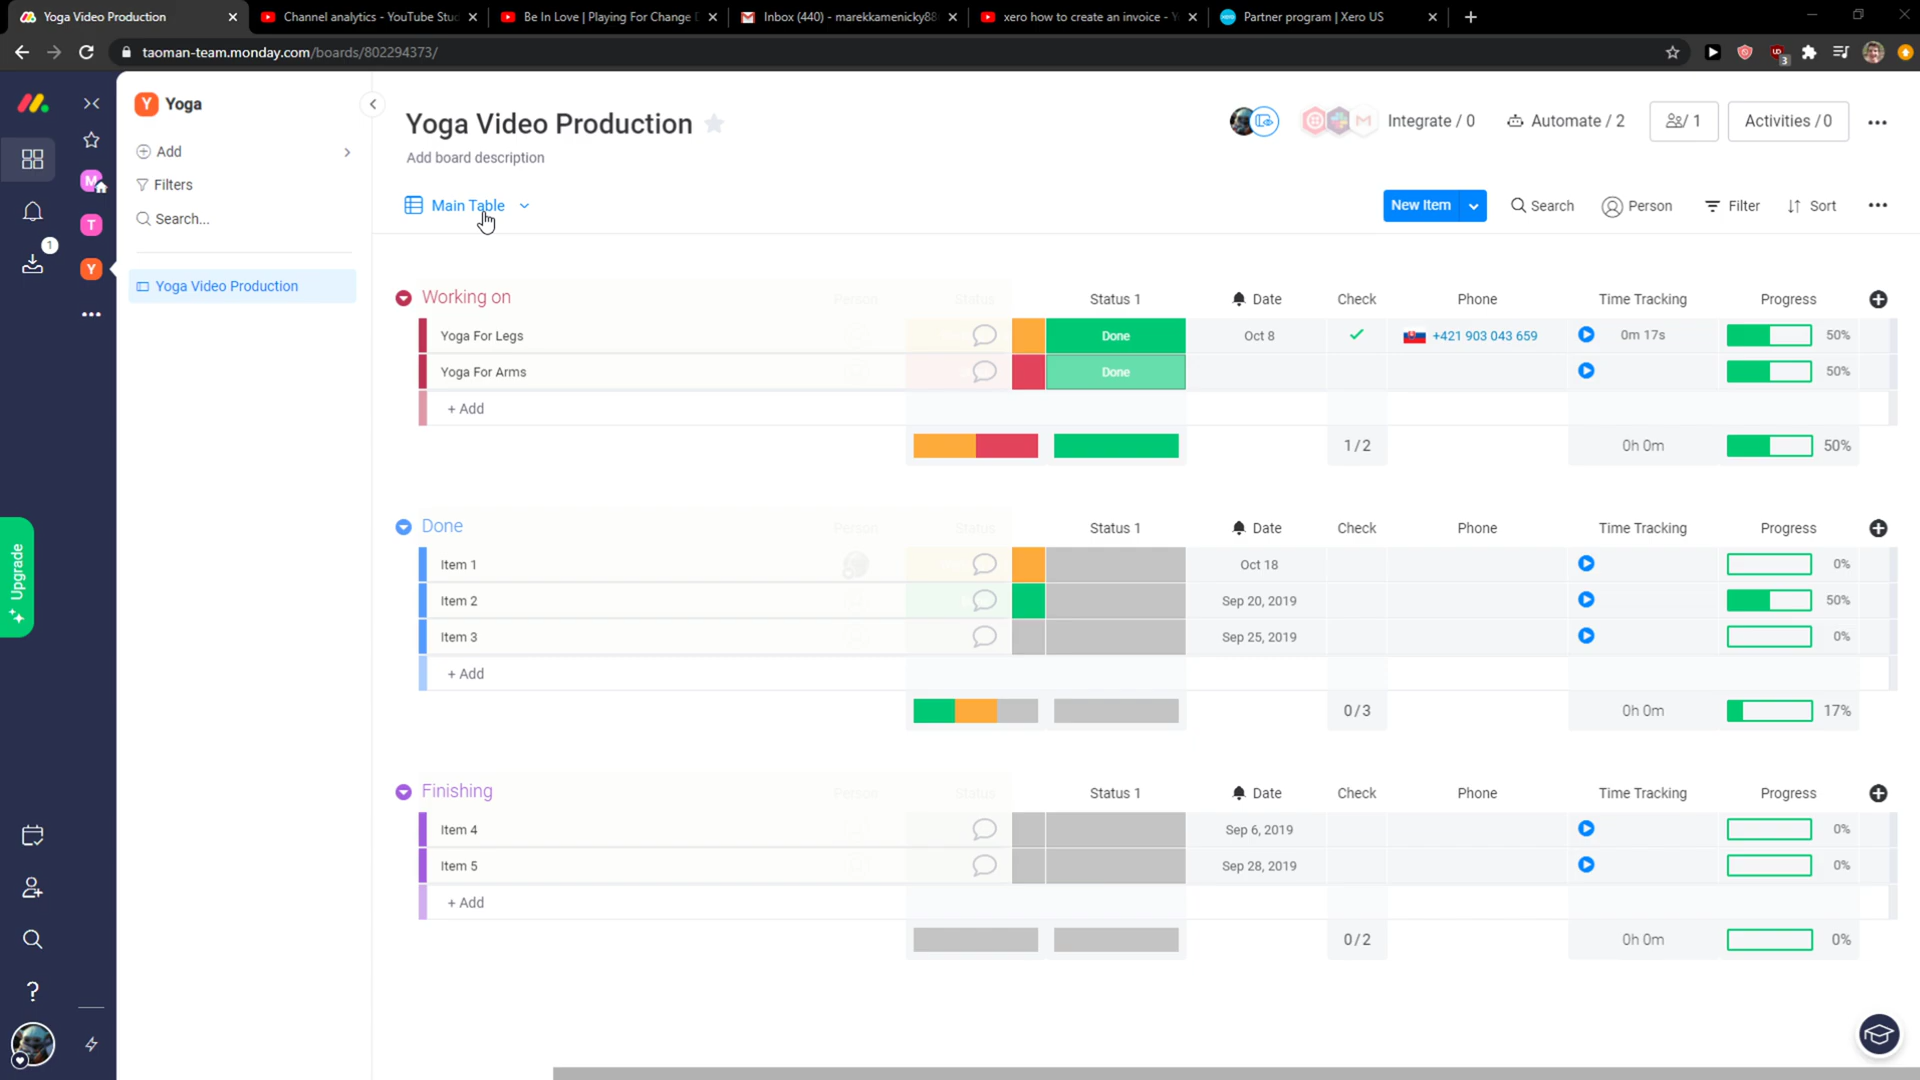 Yoga Video Production
Channel analytics - YouTube Stu
Be In Love | Playing For Change
Inbox (440) - marekkamenicky88
xero how to create an invoice - Y
Partner program | Xero US
taoman-team.monday.com/boards/802294373/
3
Y
Yoga
Add
Filters
Search...
Yoga Video Production
M
T
Y
1
Upgrade
Yoga Video Production
Add board description
Integrate / 0
Automate / 2
/ 1
Activities / 0
Main Table
New Item
Search
Person
Filter
Sort
Working on
Person
Status
Status 1
Date
Check
Phone
Time Tracking
Progress
Yoga For Legs
Done
Oct 8
+421 903 043 659
0m 17s
50%
Yoga For Arms
Done
50%
+ Add
1 / 2
0h 0m
50%
Done
Person
Status
Status 1
Date
Check
Phone
Time Tracking
Progress
Item 1
Oct 18
0%
Item 2
Sep 20, 2019
50%
Item 3
Sep 25, 2019
0%
+ Add
0 / 3
0h 0m
17%
Finishing
Person
Status
Status 1
Date
Check
Phone
Time Tracking
Progress
Item 4
Sep 6, 2019
0%
Item 5
Sep 28, 2019
0%
+ Add
0 / 2
0h 0m
0%